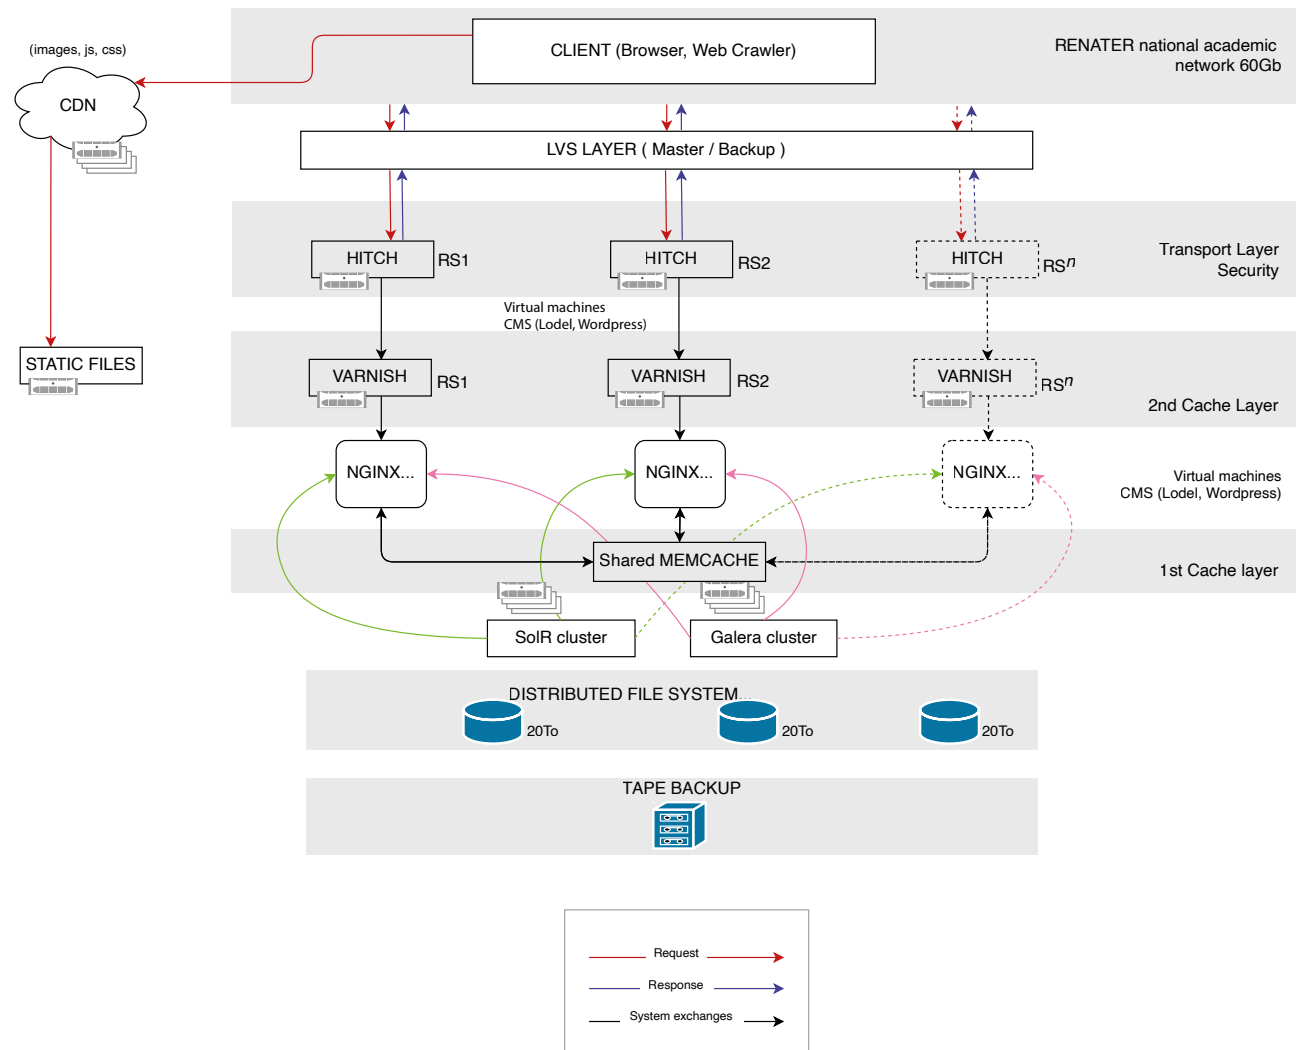 (images, js, css)
CDN
CLIENT (Browser, Web Crawler)
RENATER national academic
network 60Gb
LVS LAYER ( Master / Backup )
HITCH
RS1
HITCH
RS2
HITCH
RSn
Transport Layer
Security
Virtual machines
CMS (Lodel, Wordpress)
STATIC FILES
VARNISH
RS1
VARNISH
RS2
VARNISH
RSn
2nd Cache Layer
NGINX...
NGINX...
NGINX...
Virtual machines
CMS (Lodel, Wordpress)
Shared MEMCACHE
1st Cache layer
SolR cluster
Galera cluster
DISTRIBUTED FILE SYSTEM...
20To
20To
20To
TAPE BACKUP
Request
Response
System exchanges